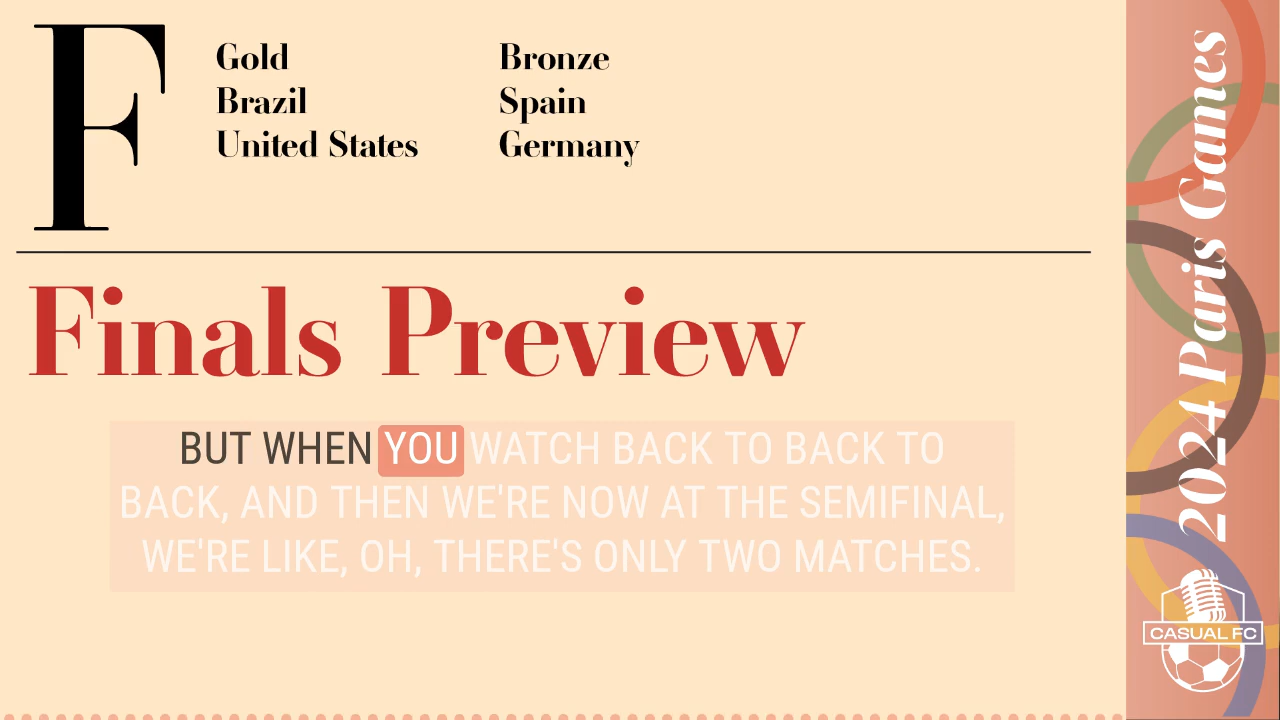 F
Gold
Brazil
United States
Bronze
Spain
Germany
Finals Preview
BUT WHEN YOU WATCH BACK TO BACK TO
BACK, AND THEN WE'RE NOW AT THE SEMIFINAL,
WE'RE LIKE, OH, THERE'S ONLY TWO MATCHES.
2024 Paris Games
CASUAL FC